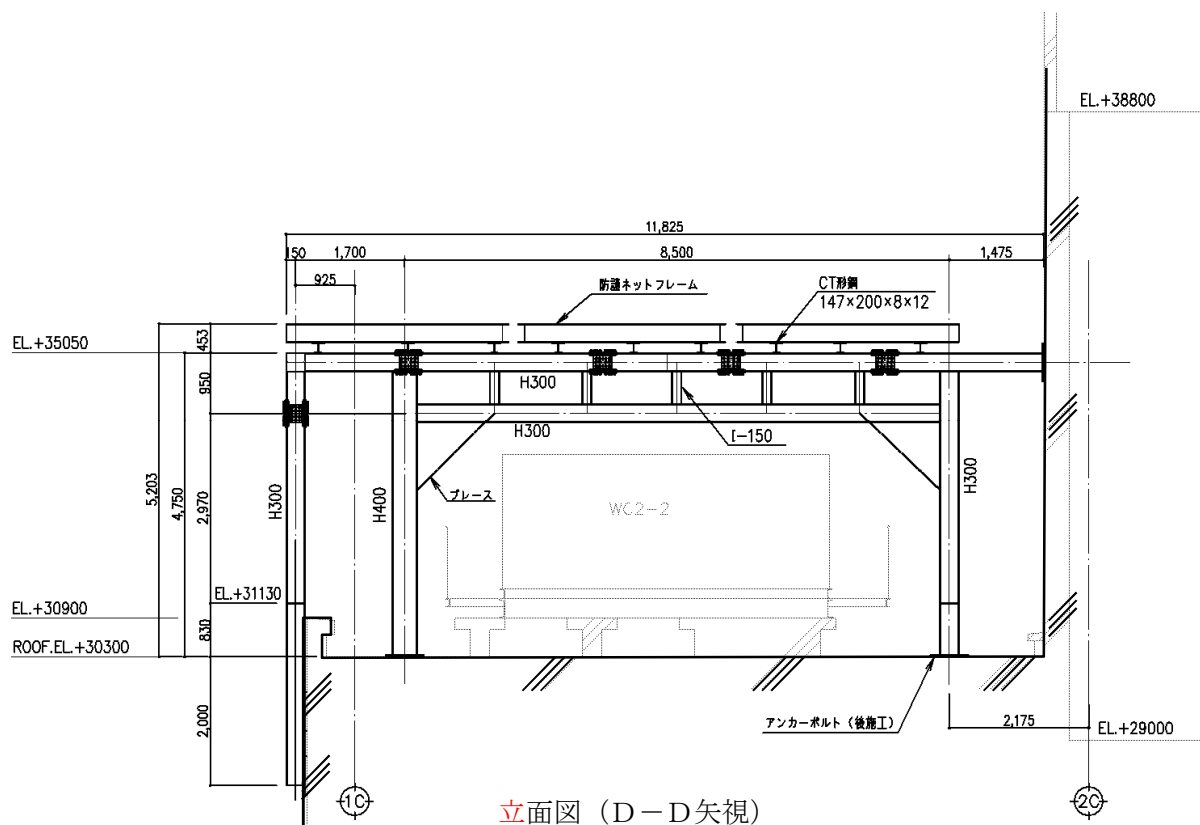 EL.+38800
11,825
150
1,700
8,500
1,475
925
防護ネットフレーム
CT形鋼
147×200×8×12
EL.+35050
453
950
H300
H300
[-150
5,203
4,750
2,970
H300
H400
ブレース
WC2-2
H300
EL.+31130
EL.+30900
830
ROOF.EL.+30300
2,000
アンカーボルト（後施工）
2,175
EL.+29000
1C
2C
立面図（D－D矢視）